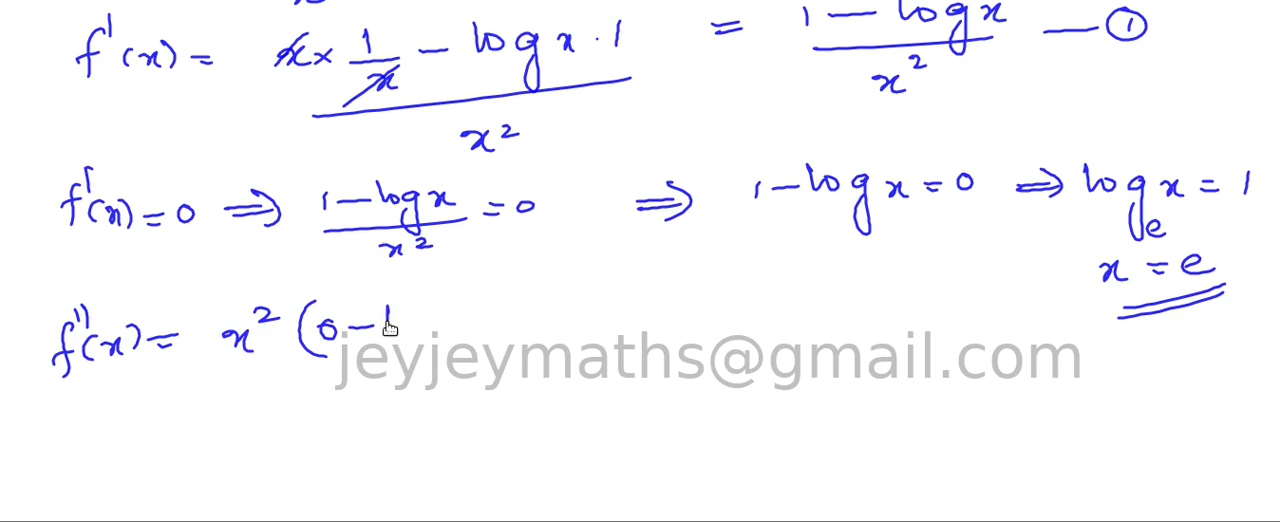 f'(x) = (x × 1/x − log x · 1) / x² = (1 − log x) / x² — ①
f'(x) = 0 ⇒ (1 − log x) / x² = 0 ⇒ 1 − log x = 0 ⇒ logₑ x = 1
x = e
f''(x) = x² (0 − 1
jeyjeymaths@gmail.com